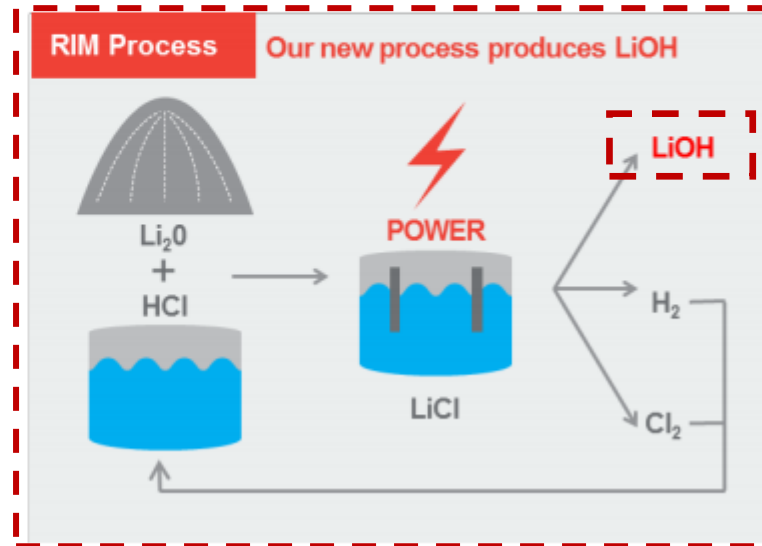 RIM Process
Our new process produces LiOH
Li₂0
+
HCl
POWER
LiCl
LiOH
H₂
Cl₂